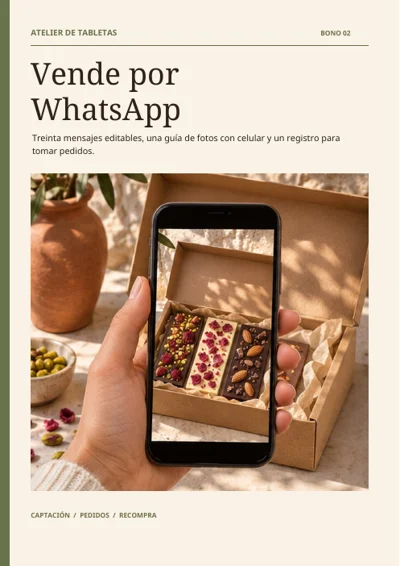 ATELIER DE TABLETAS
BONO 02
Vende por
WhatsApp
Treinta mensajes editables, una guía de fotos con celular y un registro para
tomar pedidos.
CAPTACIÓN / PEDIDOS / RECOMPRA